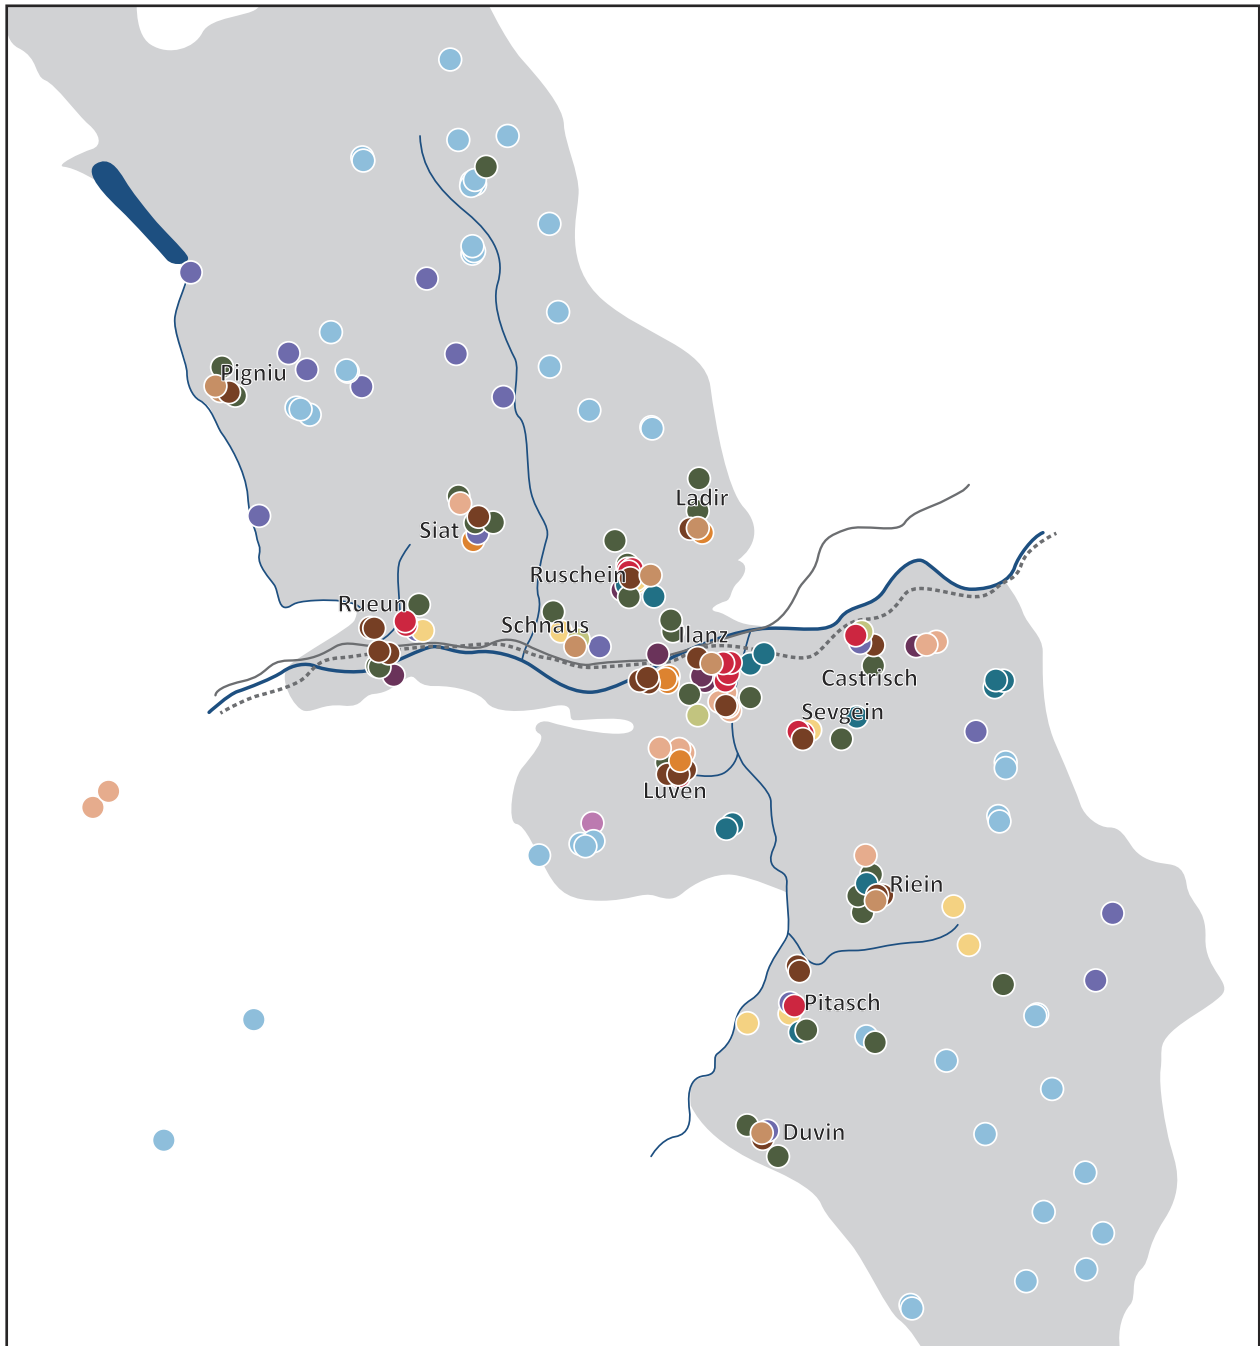 Pigniu
Ladir
Siat
Ruschein
Rueun
Schnaus
Ilanz
Castrisch
Sevgein
Luven
Riein
Pitasch
Duvin